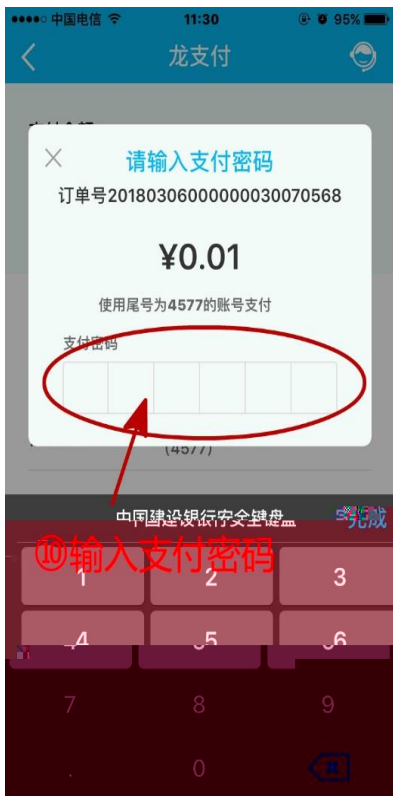 中国电信 11:30 95%
龙支付
请输入支付密码
订单号20180306000000030070568
¥0.01
使用尾号为4577的账号支付
支付密码
(4577)
中国建设银行安全键盘 完成
⑩输入支付密码
1 2 3
4 5 6
7 8 9
. 0